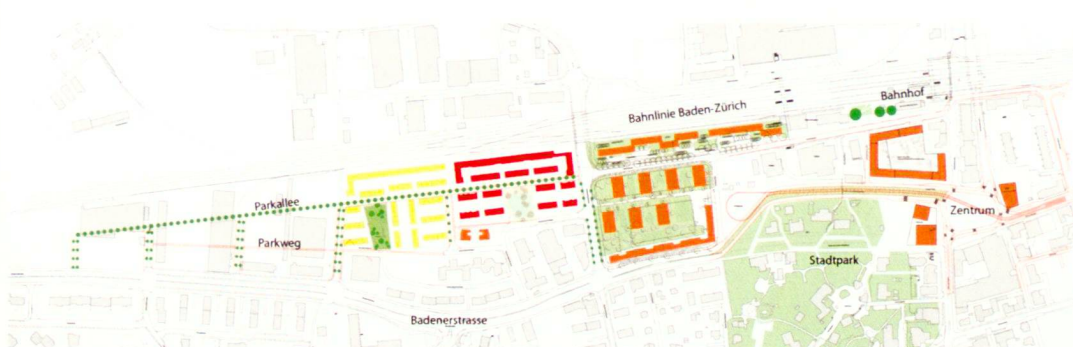 Bahnhof
Bahnlinie Baden-Zürich
Parkallee
Zentrum
Parkweg
Stadtpark
Badenerstrasse